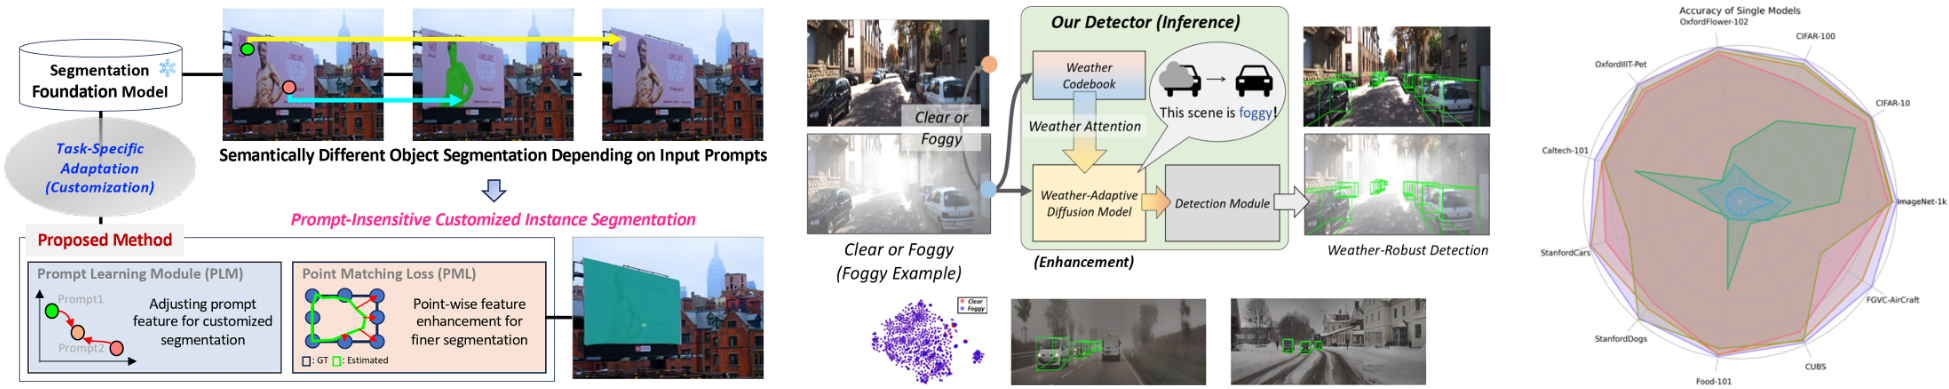 Segmentation
Foundation Model
Task-Specific
Adaptation
(Customization)
Semantically Different Object Segmentation Depending on Input Prompts
Prompt-Insensitive Customized Instance Segmentation
Proposed Method
Prompt Learning Module (PLM)
Prompt1
Prompt2
Adjusting prompt
feature for customized
segmentation
Point Matching Loss (PML)
Point-wise feature
enhancement for
finer segmentation
: GT : Estimated
Our Detector (Inference)
Weather
Codebook
Clear or
Foggy
Weather Attention
This scene is foggy!
Weather-Adaptive
Diffusion Model
Detection Module
Clear or Foggy
(Foggy Example)
(Enhancement)
Weather-Robust Detection
Clear
Foggy
Accuracy of Single Models
OxfordFlower-102
CIFAR-100
OxfordIIIT-Pet
CIFAR-10
Caltech-101
ImageNet-1k
StanfordCars
FGVC-AirCraft
StanfordDogs
CUBS
Food-101